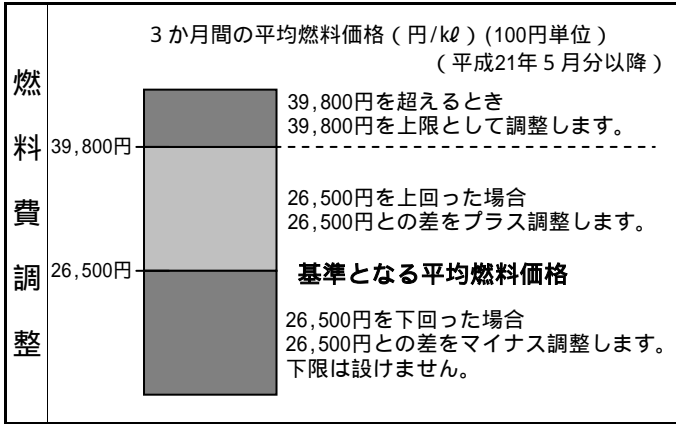 燃料費調整
3か月間の平均燃料価格（円/kℓ）(100円単位)
（平成21年5月分以降）
39,800円を超えるとき
39,800円を上限として調整します。
39,800円
26,500円を上回った場合
26,500円との差をプラス調整します。
26,500円
基準となる平均燃料価格
26,500円を下回った場合
26,500円との差をマイナス調整します。
下限は設けません。